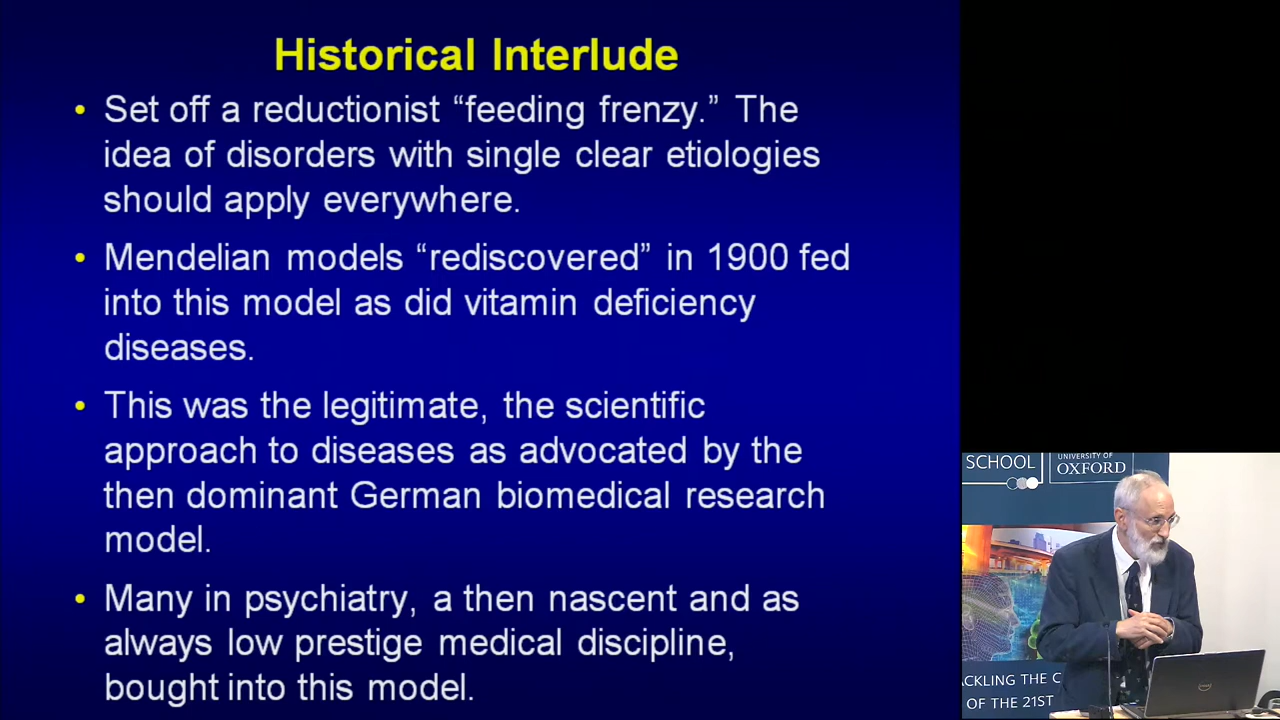 Historical Interlude
• Set off a reductionist “feeding frenzy.” The
idea of disorders with single clear etiologies
should apply everywhere.
• Mendelian models “rediscovered” in 1900 fed
into this model as did vitamin deficiency
diseases.
• This was the legitimate, the scientific
approach to diseases as advocated by the
then dominant German biomedical research
model.
• Many in psychiatry, a then nascent and as
always low prestige medical discipline,
bought into this model.
SCHOOL
UNIVERSITY OF
OXFORD
ACKLING THE C
OF THE 21ST
DELL